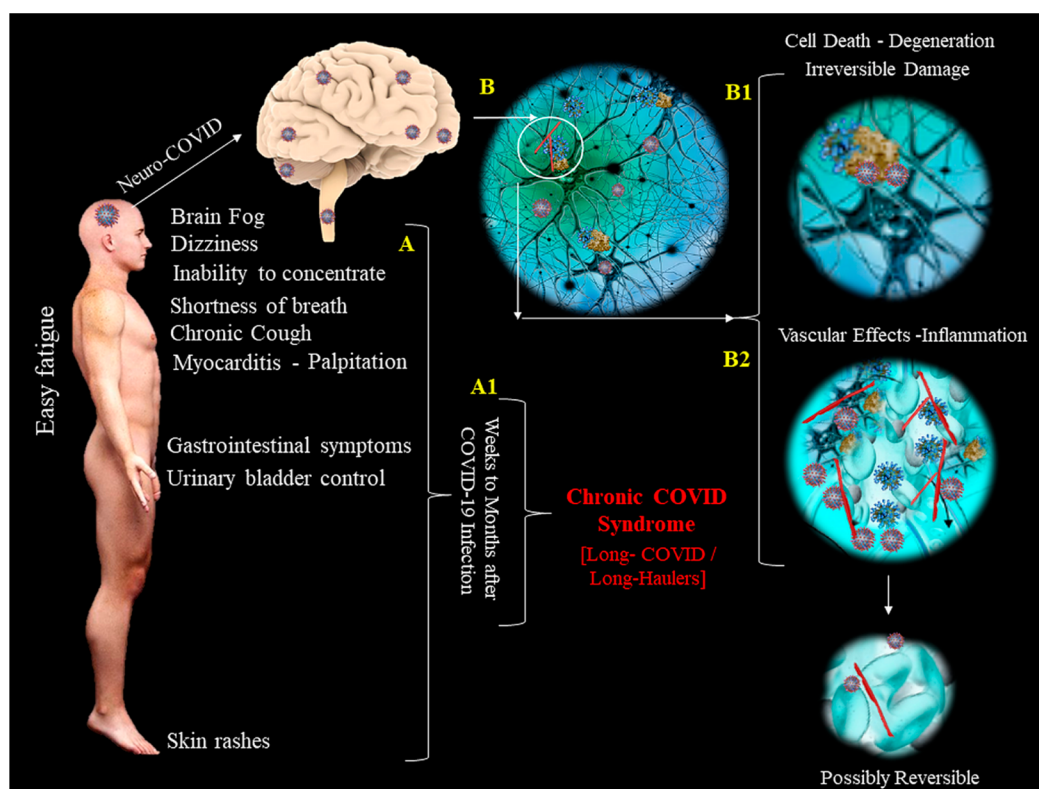 Neuro-COVID
Easy fatigue
Brain Fog
Dizziness
Inability to concentrate
Shortness of breath
Chronic Cough
Myocarditis - Palpitation
Gastrointestinal symptoms
Urinary bladder control
Skin rashes
A
A1
Weeks to Months after
COVID-19 Infection
Chronic COVID
Syndrome
[Long- COVID /
Long-Haulers]
B
B1
Cell Death - Degeneration
Irreversible Damage
B2
Vascular Effects -Inflammation
Possibly Reversible